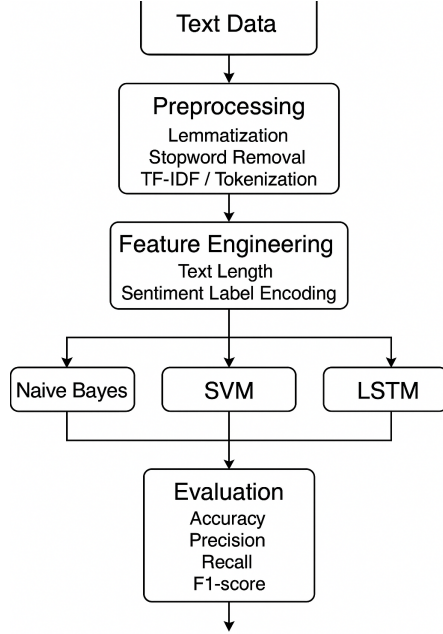 Text Data
Preprocessing
Lemmatization
Stopword Removal
TF-IDF / Tokenization
Feature Engineering
Text Length
Sentiment Label Encoding
Naive Bayes
SVM
LSTM
Evaluation
Accuracy
Precision
Recall
F1-score